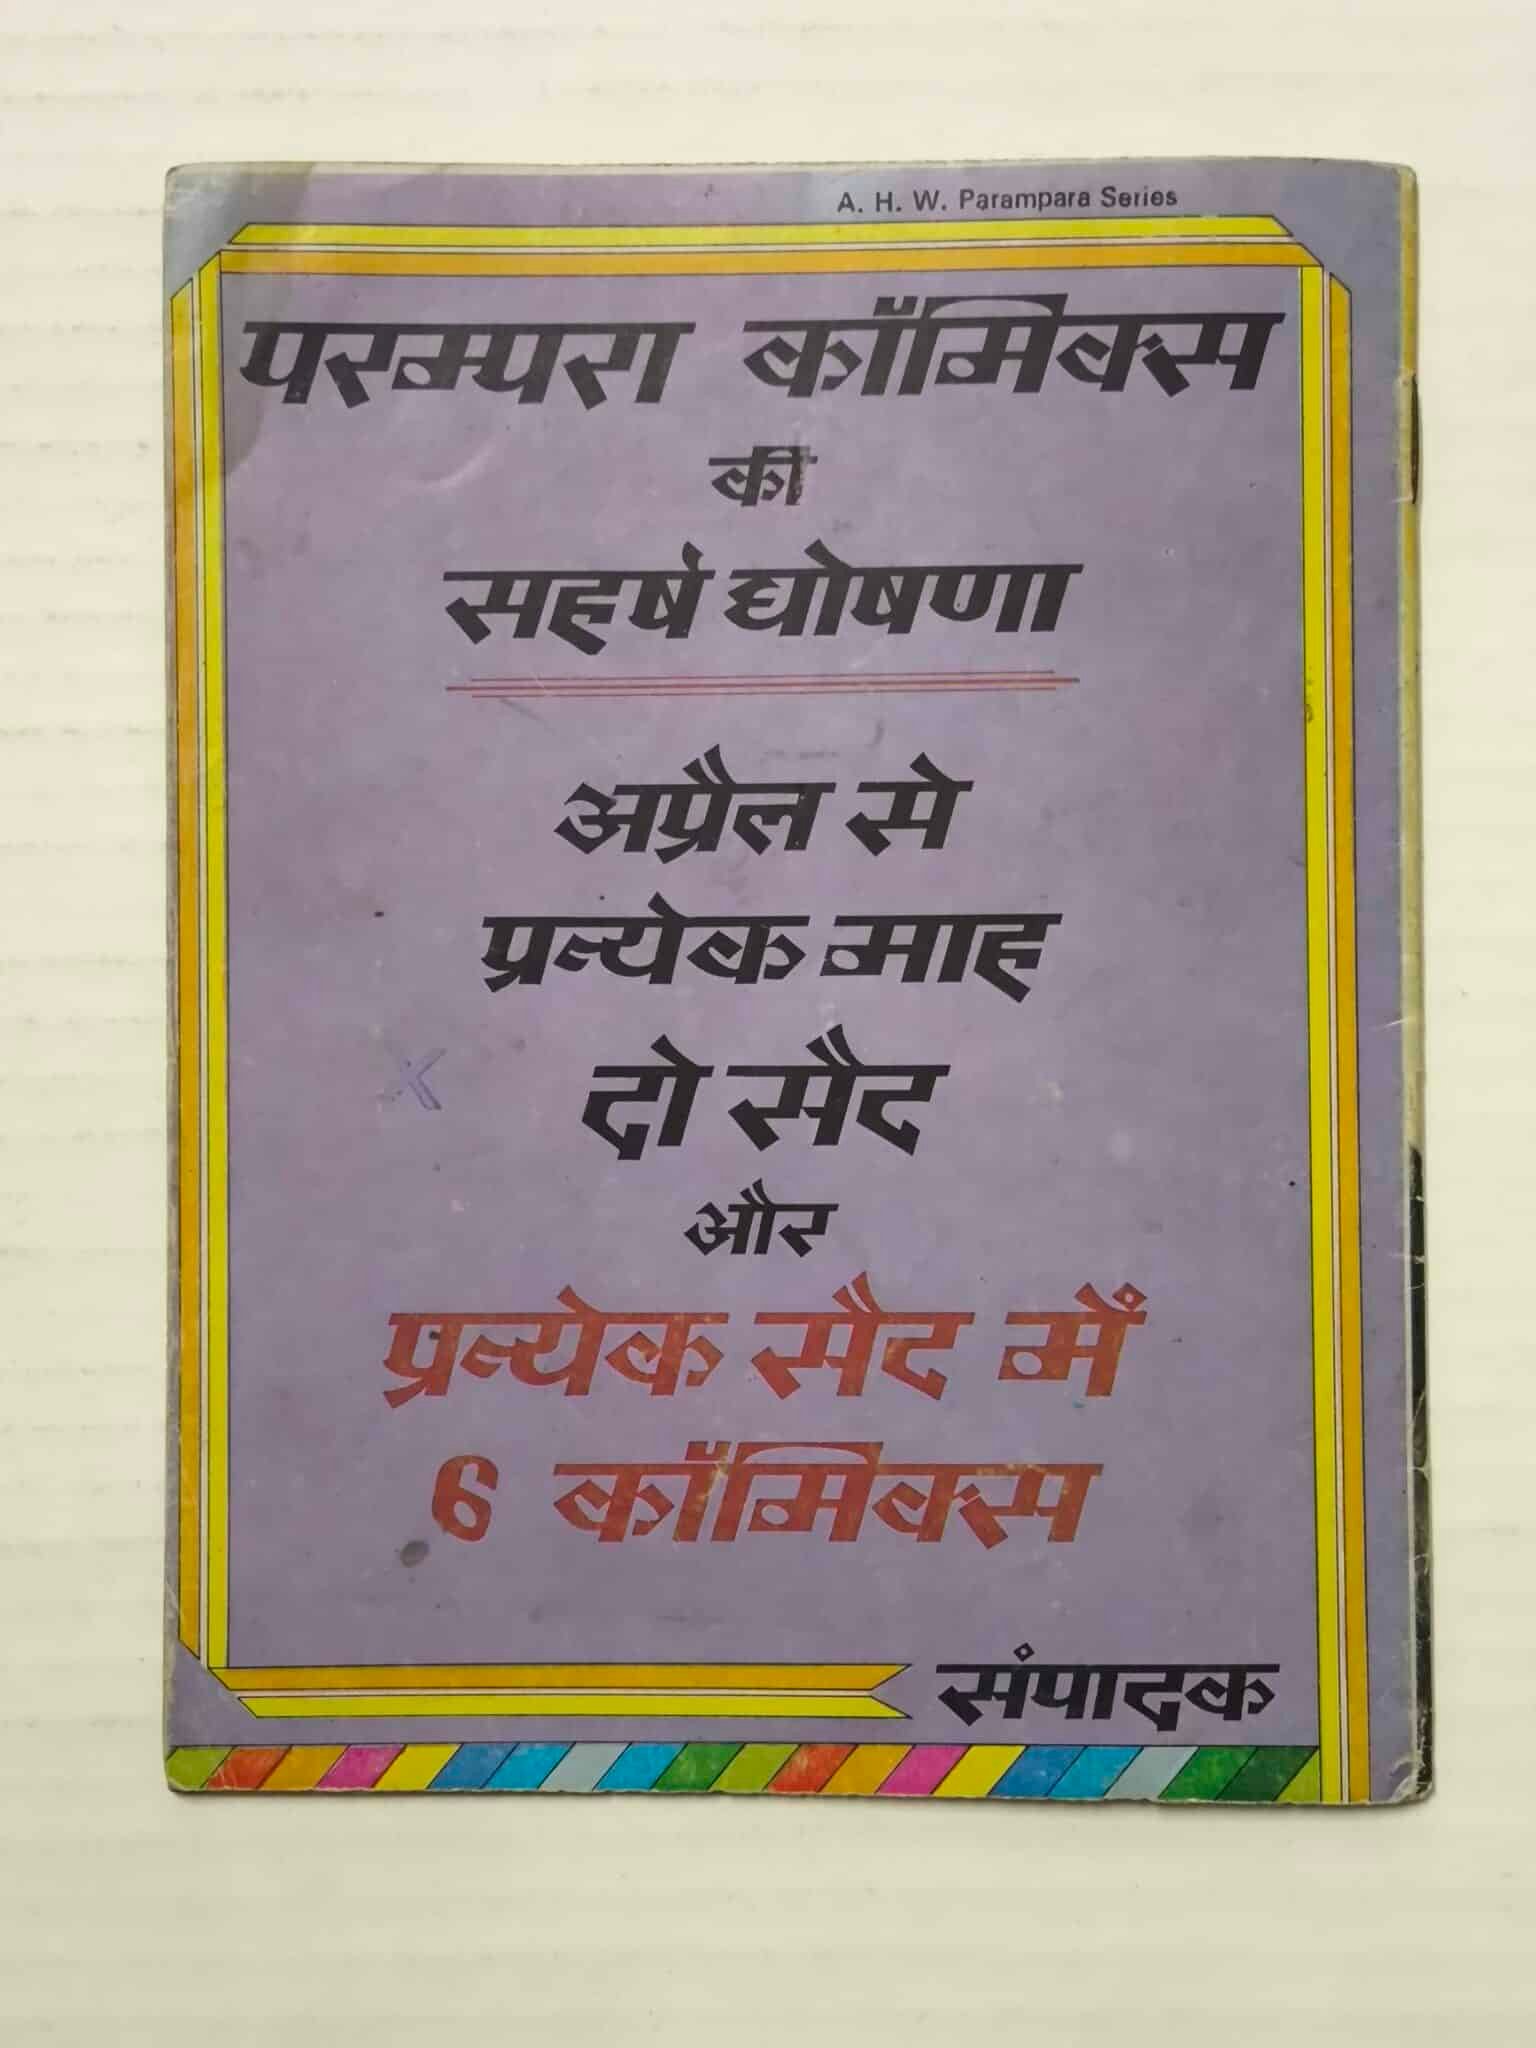 A. H. W. Parampara Series
परम्परा कॉमिक्स
की
सहर्ष घोषणा
अप्रैल से
प्रत्येक माह
दो सैट
और
प्रत्येक सैट में
6 कॉमिक्स
संपादक